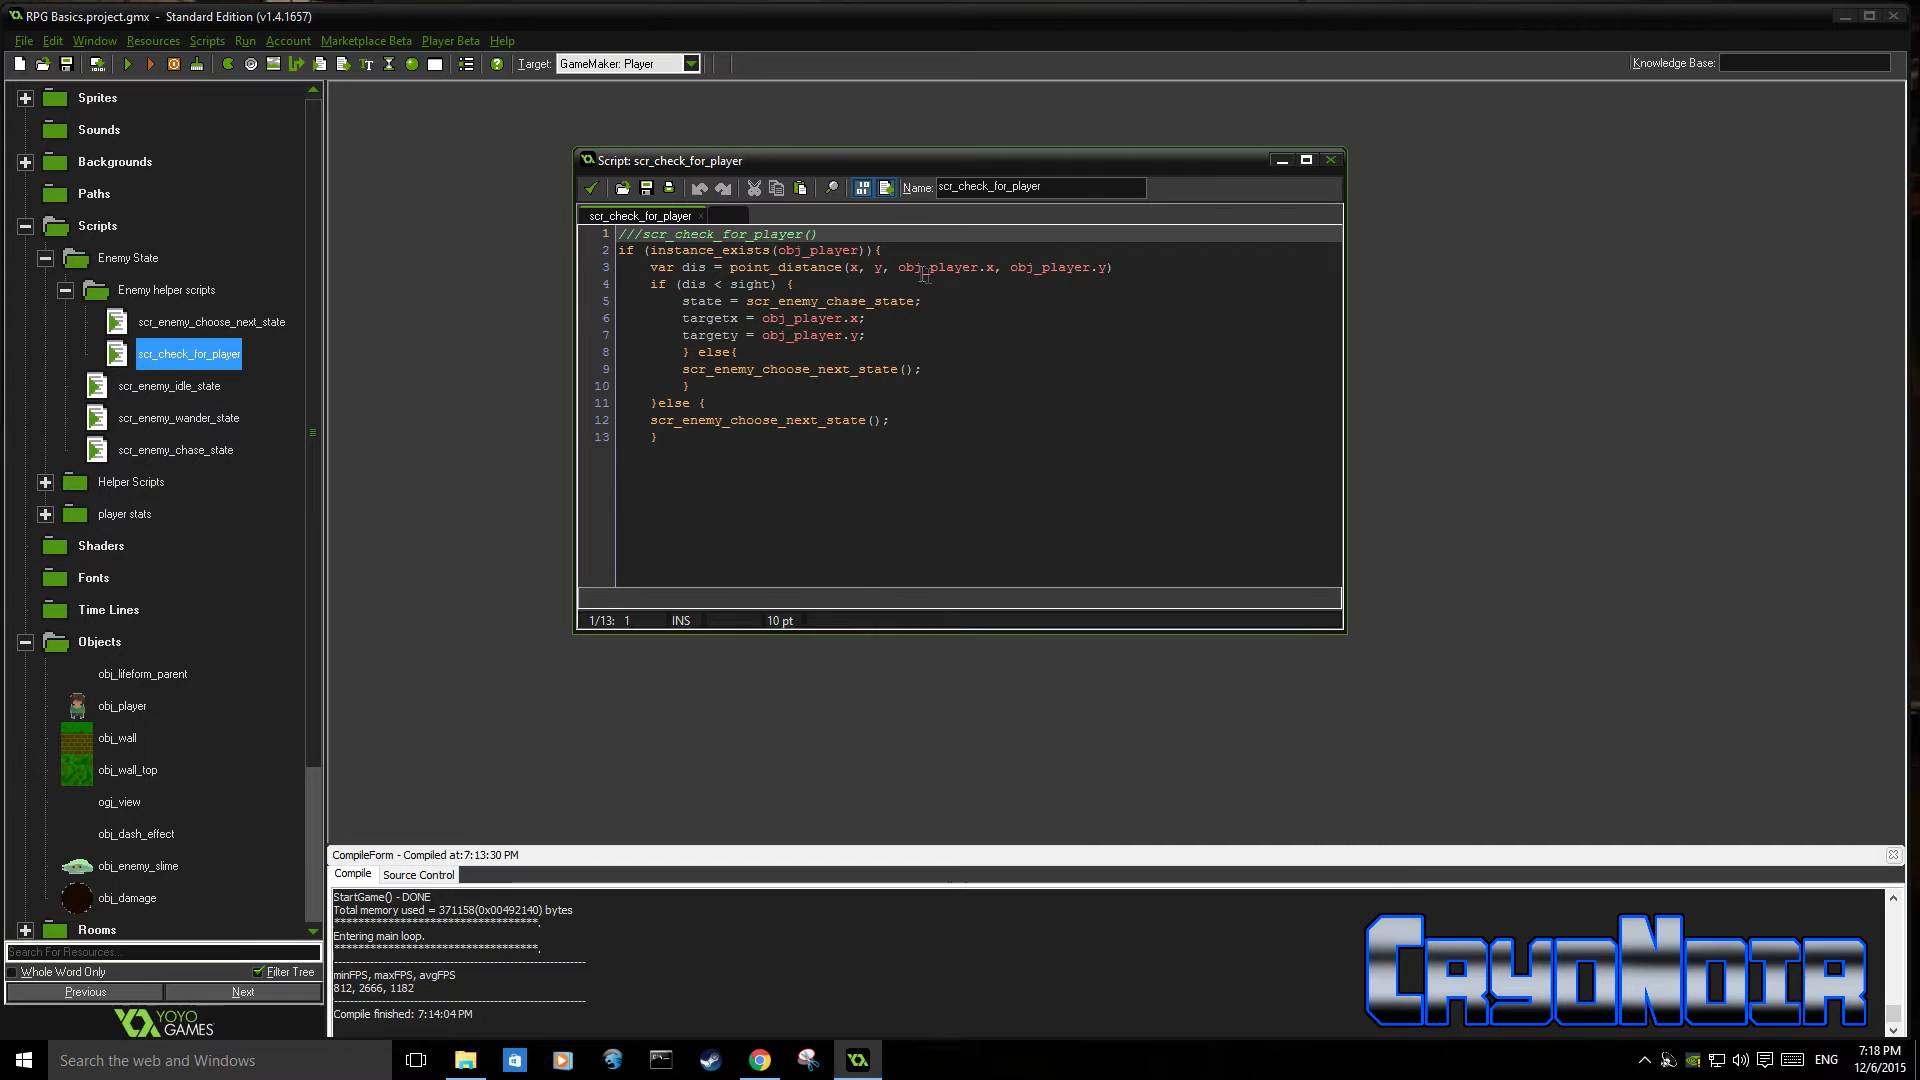 RPG Basics.project.gmx  -  Standard Edition (v1.4.1657)
File Edit Window Resources Scripts Run Account Marketplace Beta Player Beta Help
Target: GameMaker: Player
Knowledge Base:
Sprites
Sounds
Backgrounds
Paths
Scripts
Enemy State
Enemy helper scripts
scr_enemy_choose_next_state
scr_check_for_player
scr_enemy_idle_state
scr_enemy_wander_state
scr_enemy_chase_state
Helper Scripts
player stats
Shaders
Fonts
Time Lines
Objects
obj_lifeform_parent
obj_player
obj_wall
obj_wall_top
ogj_view
obj_dash_effect
obj_enemy_slime
obj_damage
Rooms
Search For Resources...
Whole Word Only Filter Tree
Previous Next
YOYO
GAMES
Script: scr_check_for_player
Name: scr_check_for_player
scr_check_for_player
1 ///scr_check_for_player()
2 if (instance_exists(obj_player)){
3 var dis = point_distance(x, y, obj_player.x, obj_player.y)
4 if (dis < sight) {
5 state = scr_enemy_chase_state;
6 targetx = obj_player.x;
7 targety = obj_player.y;
8 } else{
9 scr_enemy_choose_next_state();
10 }
11 }else {
12 scr_enemy_choose_next_state();
13 }
1/13: 1 INS 10 pt
CompileForm - Compiled at:7:13:30 PM
Compile Source Control
StartGame() - DONE
Total memory used = 371158(0x00492140) bytes
***********************************.
Entering main loop.
***********************************.
minFPS, maxFPS, avgFPS
812, 2666, 1182
Compile finished: 7:14:04 PM
CRYONOIR
Search the web and Windows
ENG
7:18 PM
12/6/2015